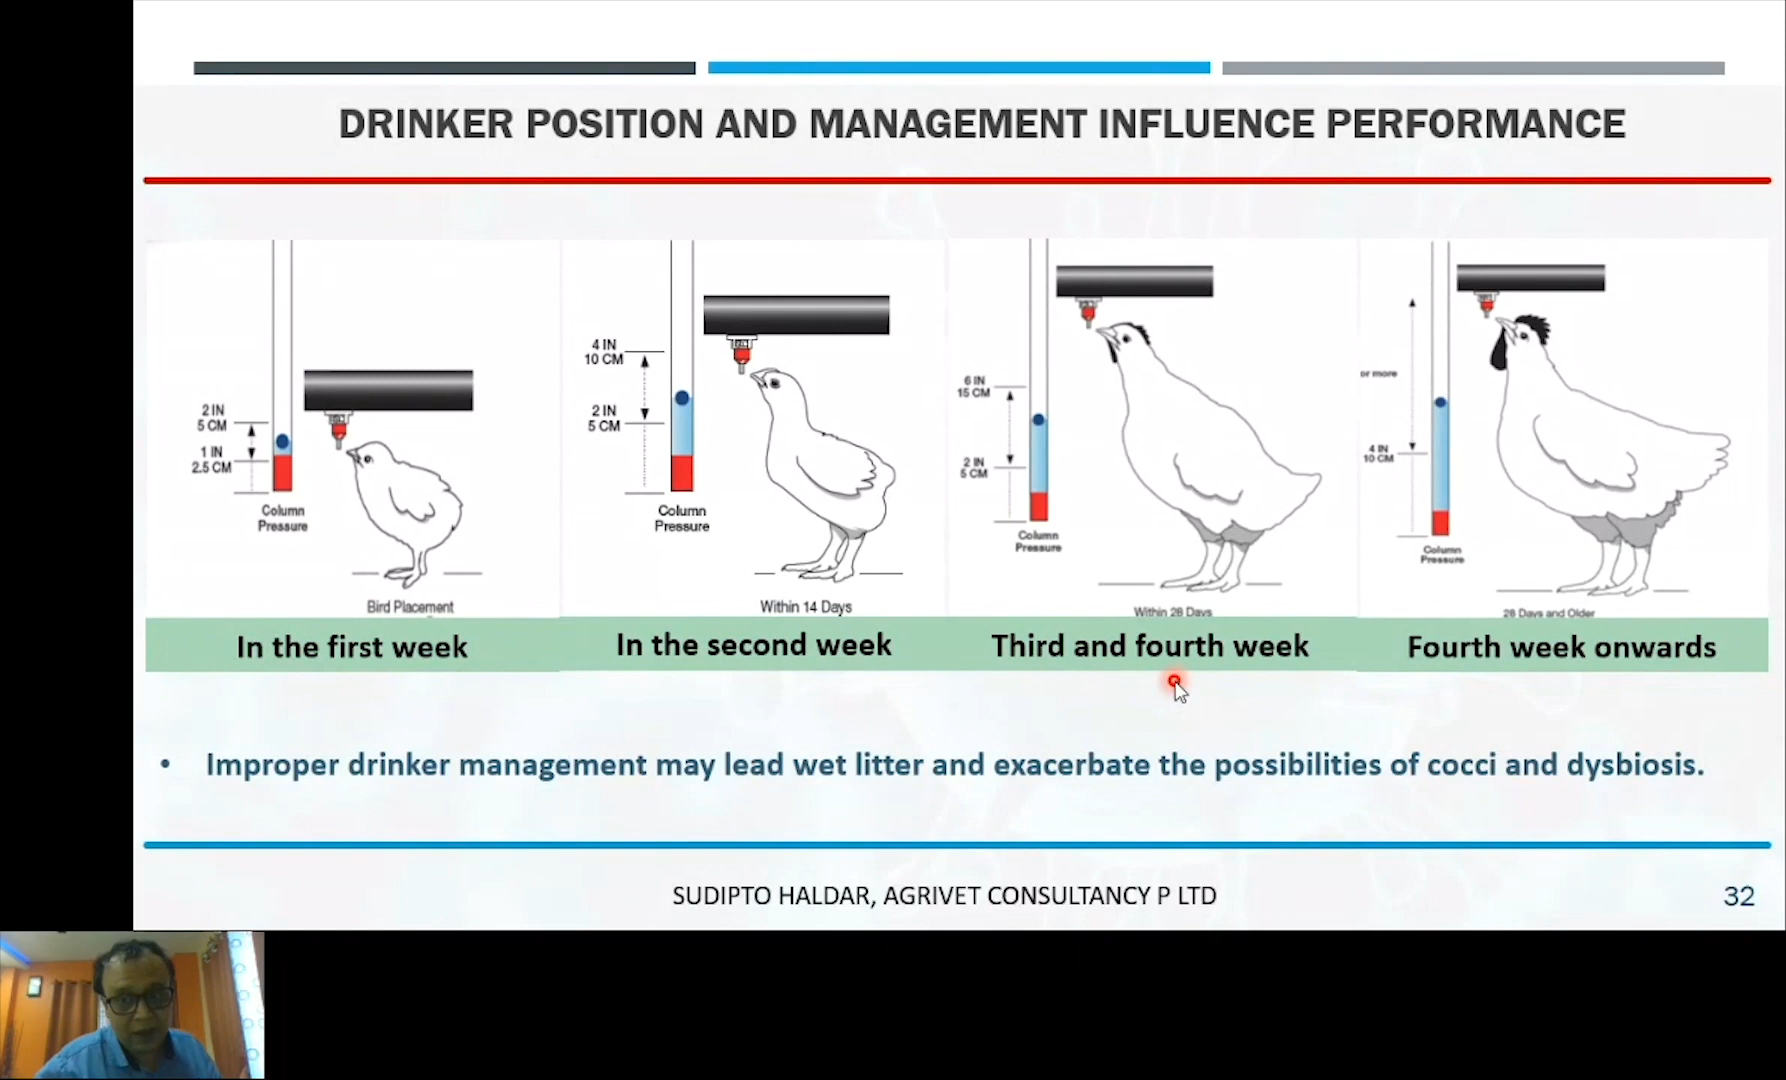 DRINKER POSITION AND MANAGEMENT INFLUENCE PERFORMANCE
2 IN
5 CM
1 IN
2.5 CM
Column
Pressure
Bird Placement
4 IN
10 CM
2 IN
5 CM
Column
Pressure
Within 14 Days
6 IN
15 CM
2 IN
5 CM
Column
Pressure
Within 28 Days
or more
4 IN
10 CM
Column
Pressure
28 Days and Older
In the first week
In the second week
Third and fourth week
Fourth week onwards
• Improper drinker management may lead wet litter and exacerbate the possibilities of cocci and dysbiosis.
SUDIPTO HALDAR, AGRIVET CONSULTANCY P LTD
32